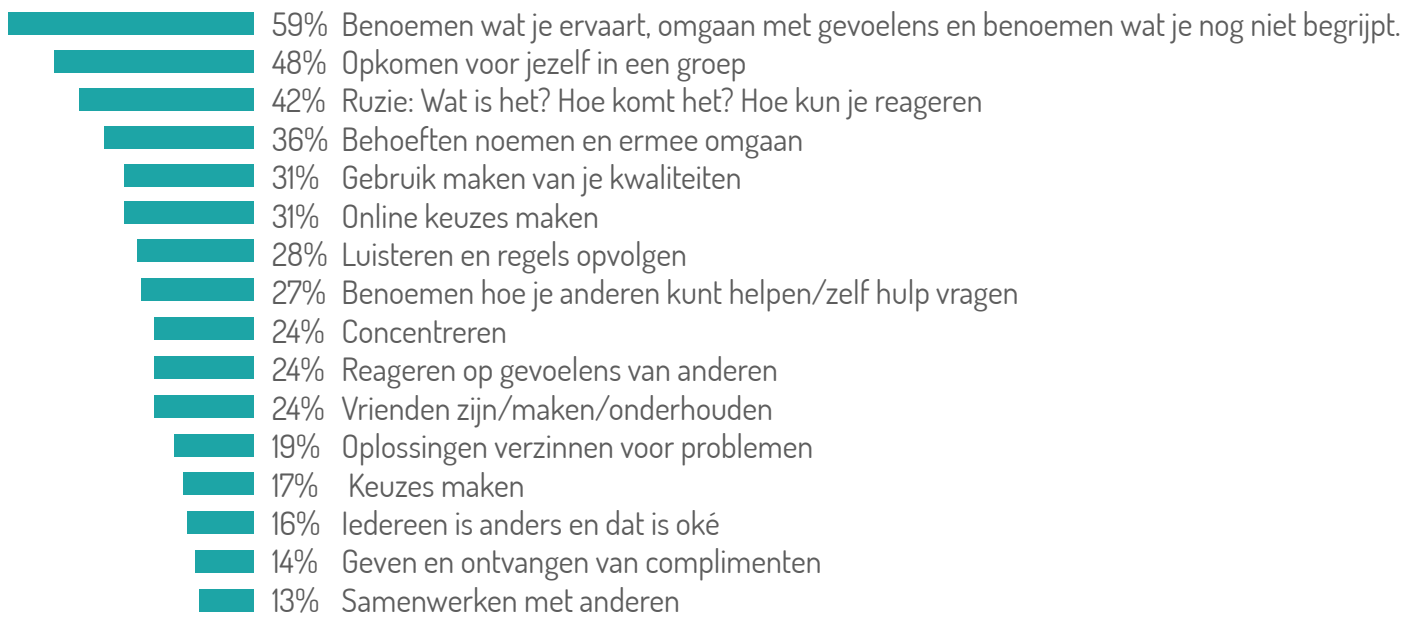 59% Benoemen wat je ervaart, omgaan met gevoelens en benoemen wat je nog niet begrijpt.
48% Opkomen voor jezelf in een groep
42% Ruzie: Wat is het? Hoe komt het? Hoe kun je reageren
36% Behoeften noemen en ermee omgaan
31% Gebruik maken van je kwaliteiten
31% Online keuzes maken
28% Luisteren en regels opvolgen
27% Benoemen hoe je anderen kunt helpen/zelf hulp vragen
24% Concentreren
24% Reageren op gevoelens van anderen
24% Vrienden zijn/maken/onderhouden
19% Oplossingen verzinnen voor problemen
17% Keuzes maken
16% Iedereen is anders en dat is oké
14% Geven en ontvangen van complimenten
13% Samenwerken met anderen